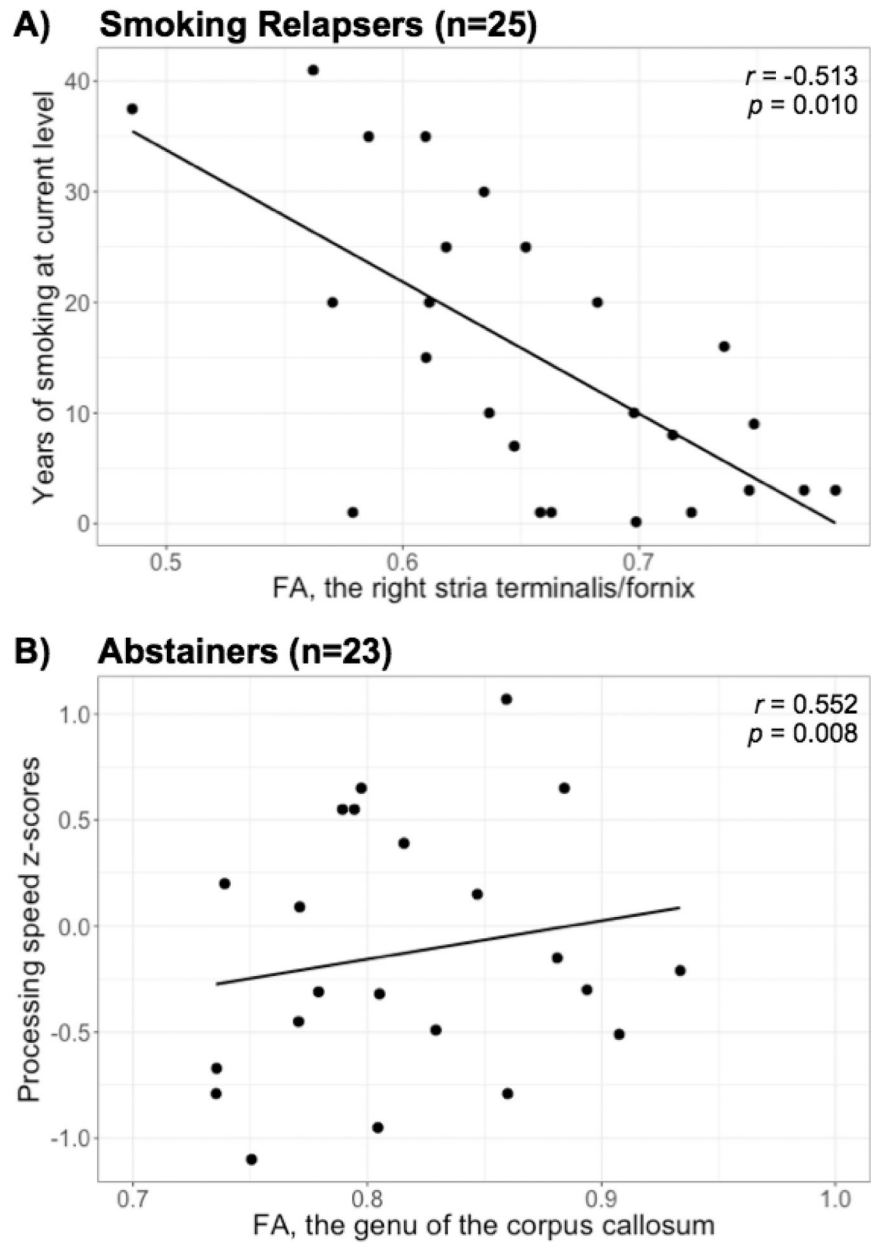 A) Smoking Relapsers (n=25)
r = -0.513
p = 0.010
Years of smoking at current level
40
30
20
10
0
0.5 0.6 0.7
FA, the right stria terminalis/fornix
B) Abstainers (n=23)
r = 0.552
p = 0.008
Processing speed z-scores
1.0
0.5
0.0
-0.5
-1.0
0.7 0.8 0.9 1.0
FA, the genu of the corpus callosum